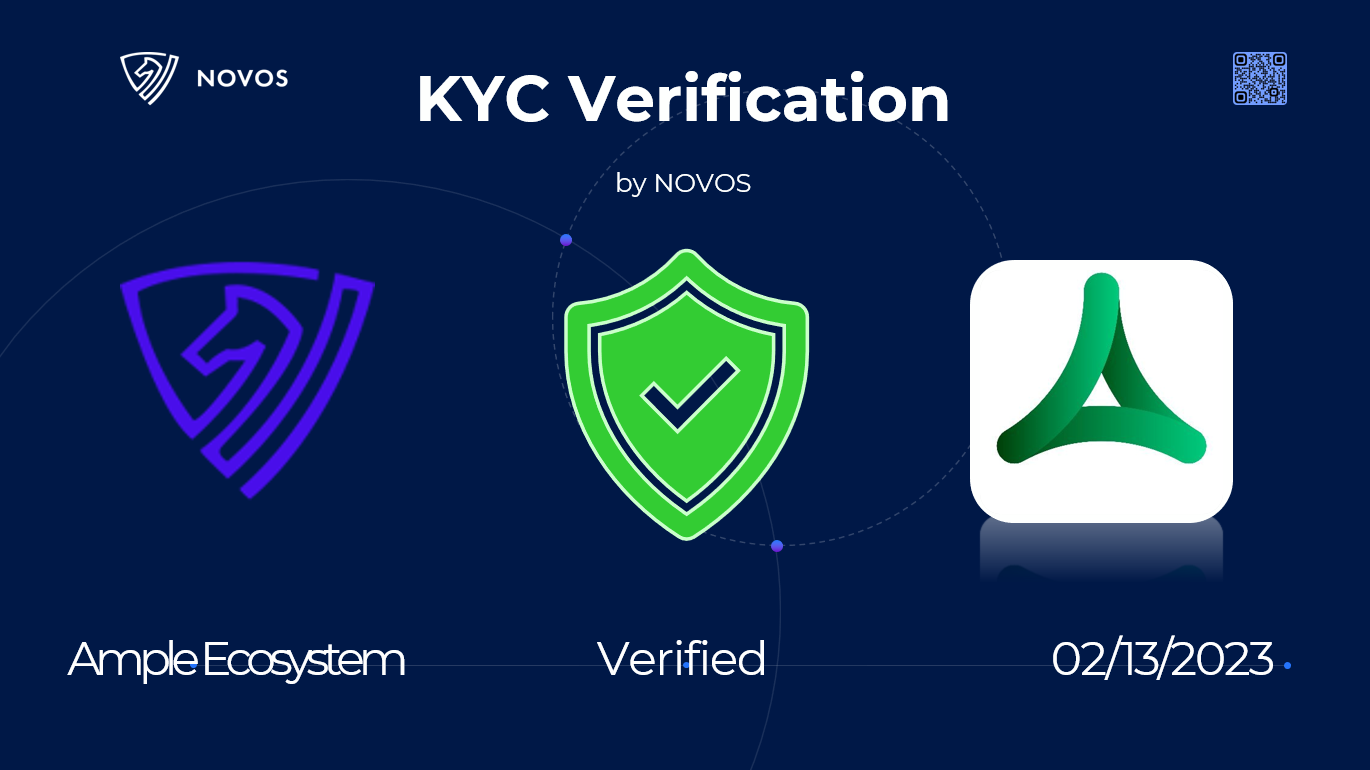 NOVOS
KYC Verification
by NOVOS
Ample Ecosystem
Verified
02/13/2023